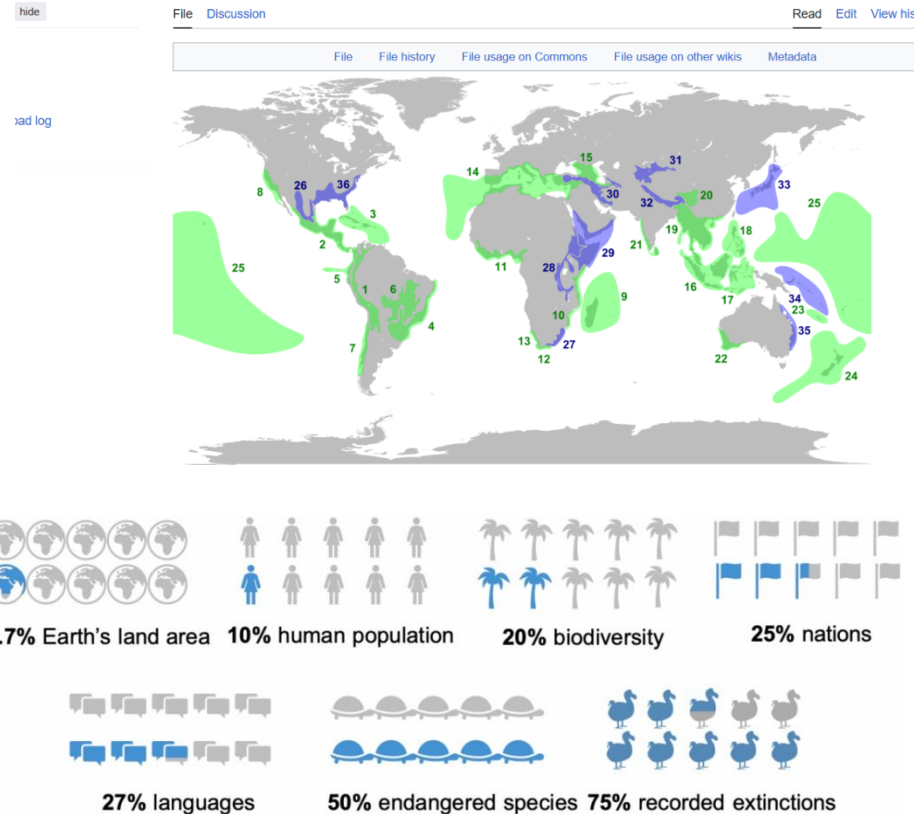 hide
File Discussion Read Edit View his
File File history File usage on Commons File usage on other wikis Metadata
oad log
14 15 31
8 26 36 30 32 20 33
3 19 18 25
2 21
25 11 28 29
5 1 6 16 17
9 34
10 23
4 35
7 13 12 27 22
24
.7% Earth's land area 10% human population 20% biodiversity 25% nations
27% languages 50% endangered species 75% recorded extinctions